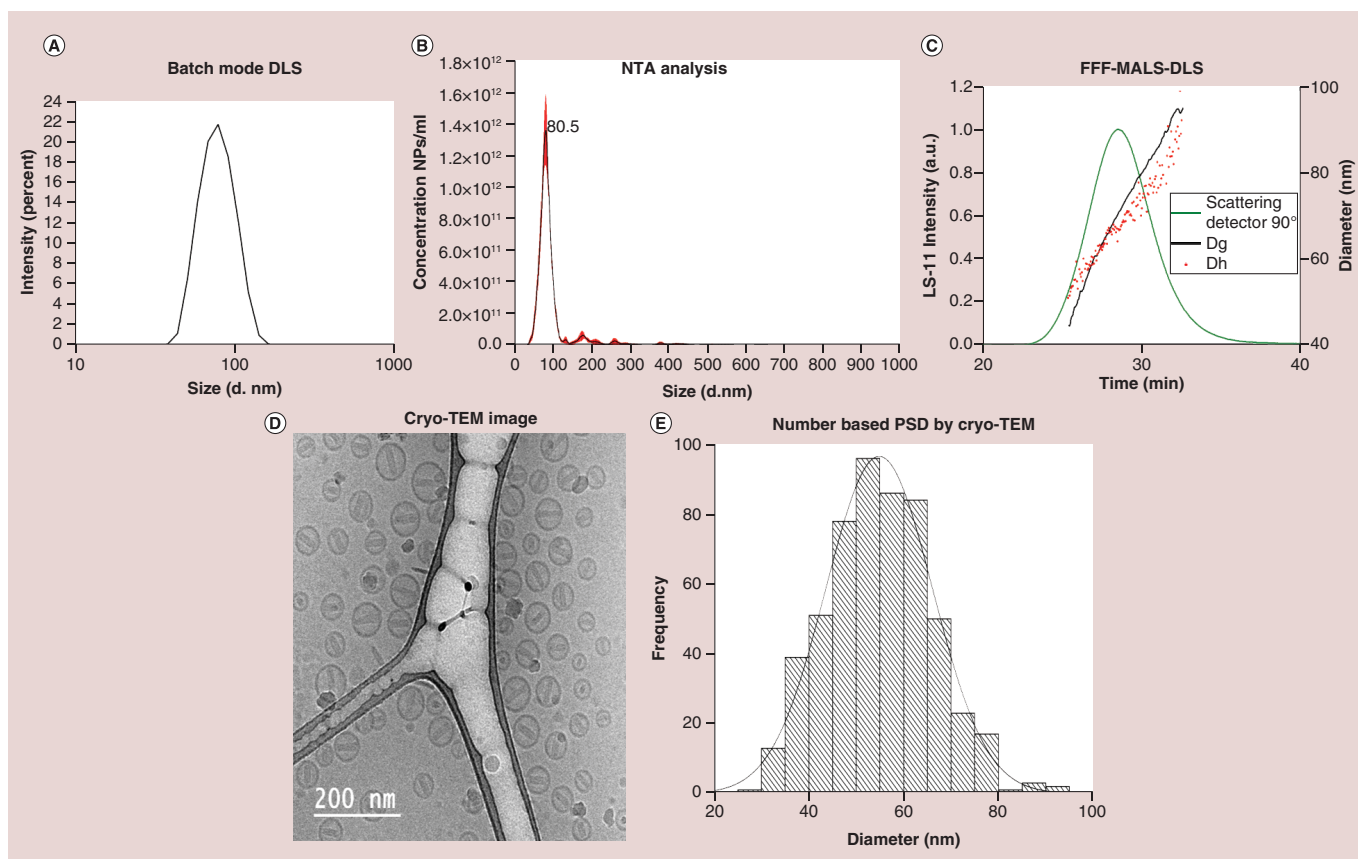 A
Batch mode DLS
Intensity (percent)
24
22
20
18
16
14
12
10
8
6
4
2
0
10
100
1000
Size (d. nm)
B
NTA analysis
Concentration NPs/ml
1.8×10¹²
1.6×10¹²
1.4×10¹²
1.2×10¹²
1.0×10¹²
8.0×10¹¹
6.0×10¹¹
4.0×10¹¹
2.0×10¹¹
0.0
80.5
0 100 200 300 400 500 600 700 800 900 1000
Size (d.nm)
C
FFF-MALS-DLS
LS-11 Intensity (a.u.)
1.2
1.0
0.8
0.6
0.4
0.2
0.0
100
80
60
40
Diameter (nm)
Scattering
detector 90°
Dg
Dh
20 30 40
Time (min)
D
Cryo-TEM image
200 nm
E
Number based PSD by cryo-TEM
Frequency
100
80
60
40
20
0
20 40 60 80 100
Diameter (nm)